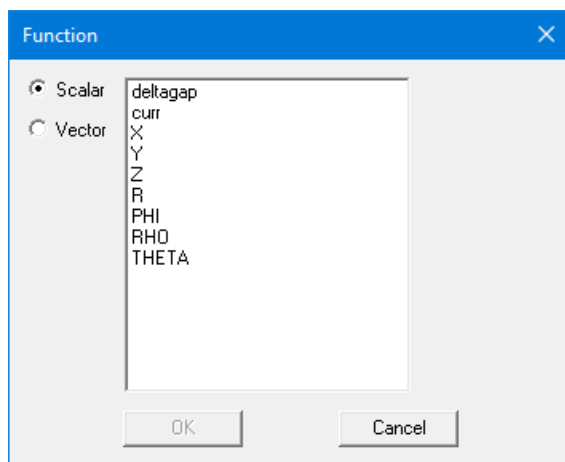 Function
Scalar
Vector
deltagap
curr
X
Y
Z
R
PHI
RHO
THETA
OK
Cancel